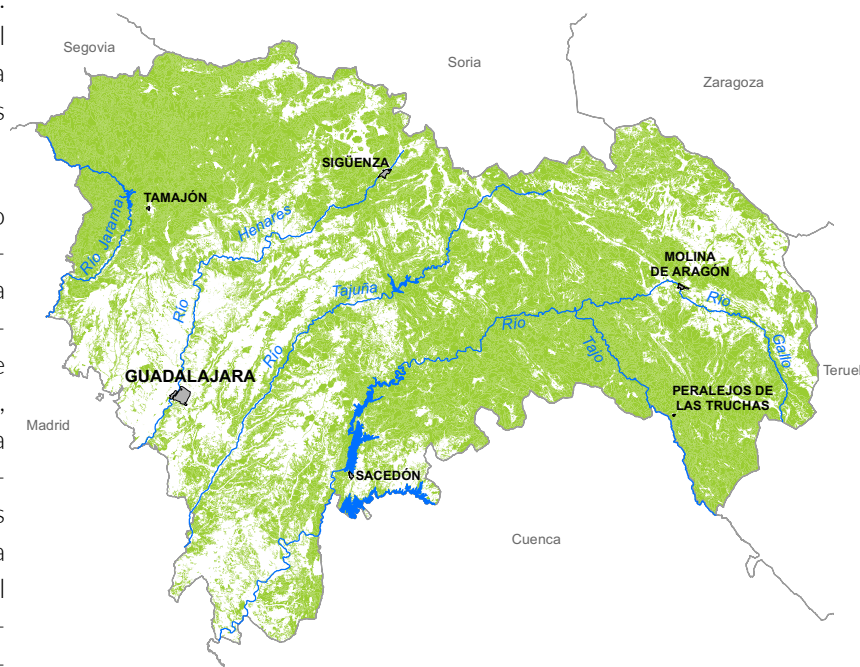 Segovia
Soria
Zaragoza
SIGÜENZA
TAMAJÓN
Henares
Río Jarama
MOLINA
DE ARAGÓN
Tajuña
Río
Río
Río
Río
Gallo
Tajo
Teruel
GUADALAJARA
PERALEJOS DE
LAS TRUCHAS
Madrid
SACEDÓN
Cuenca